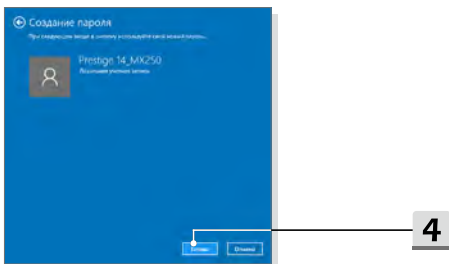 Создание пароля
При следующем входе в систему используйте свой новый пароль.
Prestige 14_MX250
Локальная учетная запись
Готово
Отмена
4